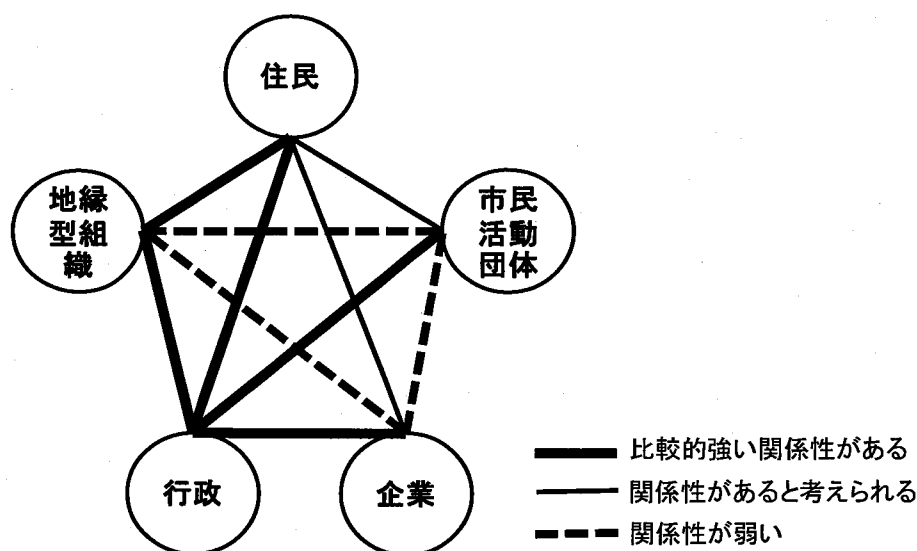 住民
地縁
型組
織
市民
活動
団体
行政
企業
比較的強い関係性がある
関係性があると考えられる
関係性が弱い